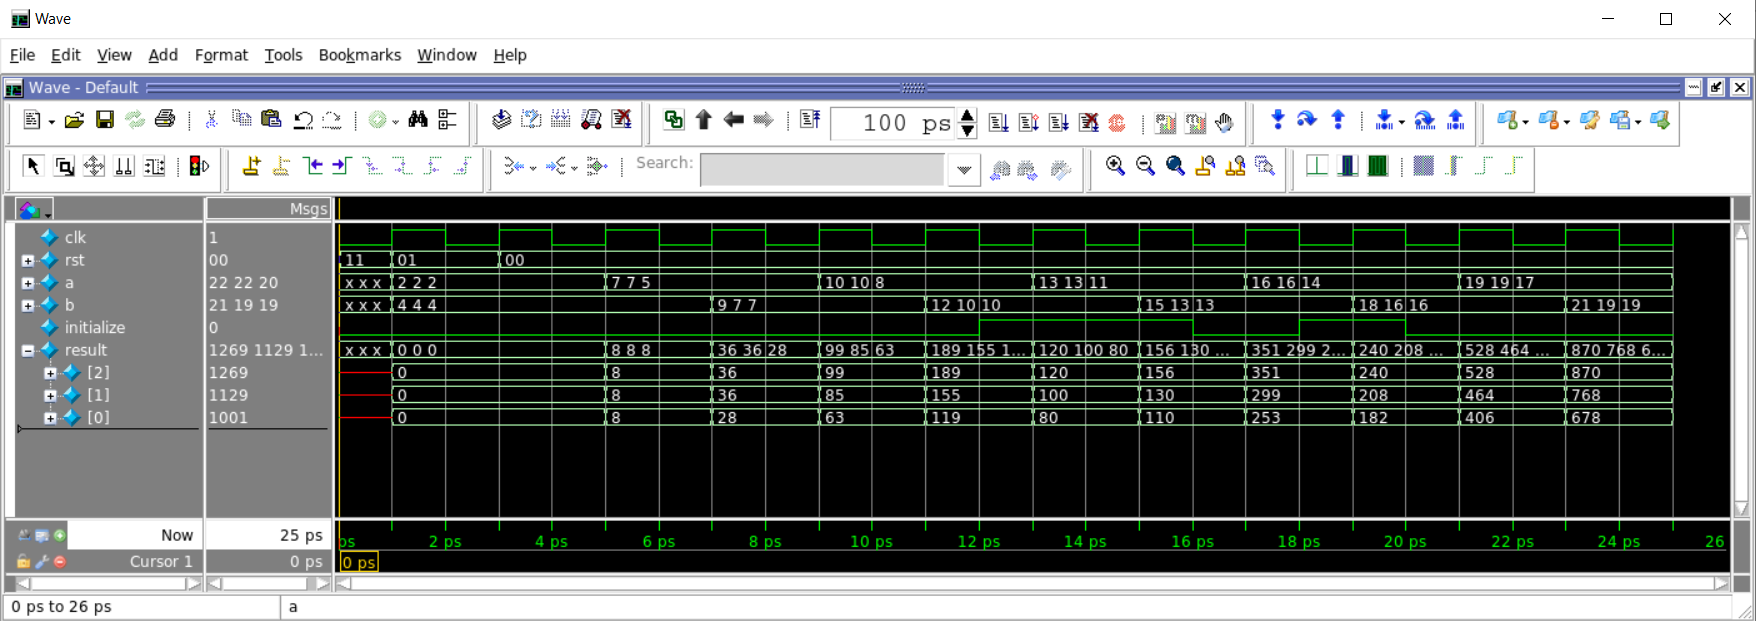 Wave
File Edit View Add Format Tools Bookmarks Window Help
Wave - Default
100 ps
Search:
Msgs
clk 1
rst 00 11 01 00
a 22 22 20 x x x 2 2 2 7 7 5 10 10 8 13 13 11 16 16 14 19 19 17
b 21 19 19 x x x 4 4 4 9 7 7 12 10 10 15 13 13 18 16 16 21 19 19
initialize 0
result 1269 1129 1... x x x 0 0 0 8 8 8 36 36 28 99 85 63 189 155 1... 120 100 80 156 130 ... 351 299 2... 240 208 ... 528 464 ... 870 768 6...
[2] 1269 0 8 36 99 189 120 156 351 240 528 870
[1] 1129 0 8 36 85 155 100 130 299 208 464 768
[0] 1001 0 8 28 63 119 80 110 253 182 406 678
Now 25 ps ps 2 ps 4 ps 6 ps 8 ps 10 ps 12 ps 14 ps 16 ps 18 ps 20 ps 22 ps 24 ps 26
Cursor 1 0 ps 0 ps
0 ps to 26 ps a